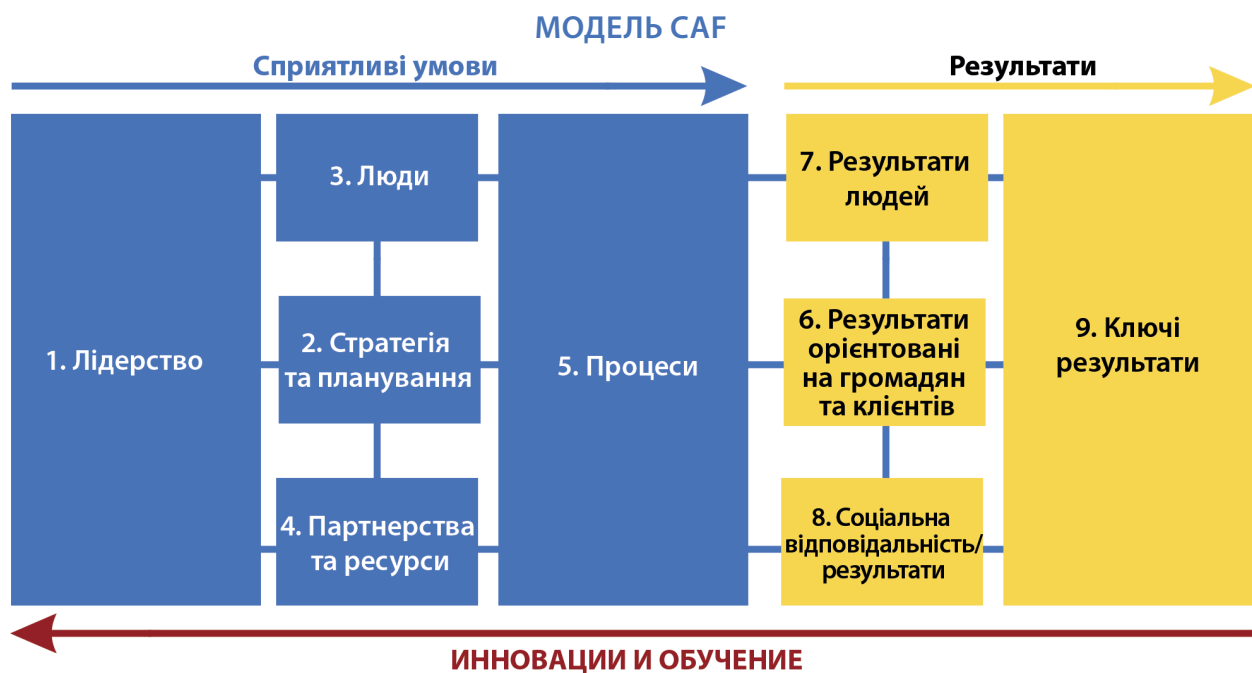 МОДЕЛЬ CAF
Сприятливі умови
Результати
1. Лідерство
3. Люди
2. Стратегія
та планування
4. Партнерства
та ресурси
5. Процеси
7. Результати
людей
6. Результати
орієнтовані
на громадян
та клієнтів
8. Соціальна
відповідальність/
результати
9. Ключі
результати
ИННОВАЦИИ И ОБУЧЕНИЕ